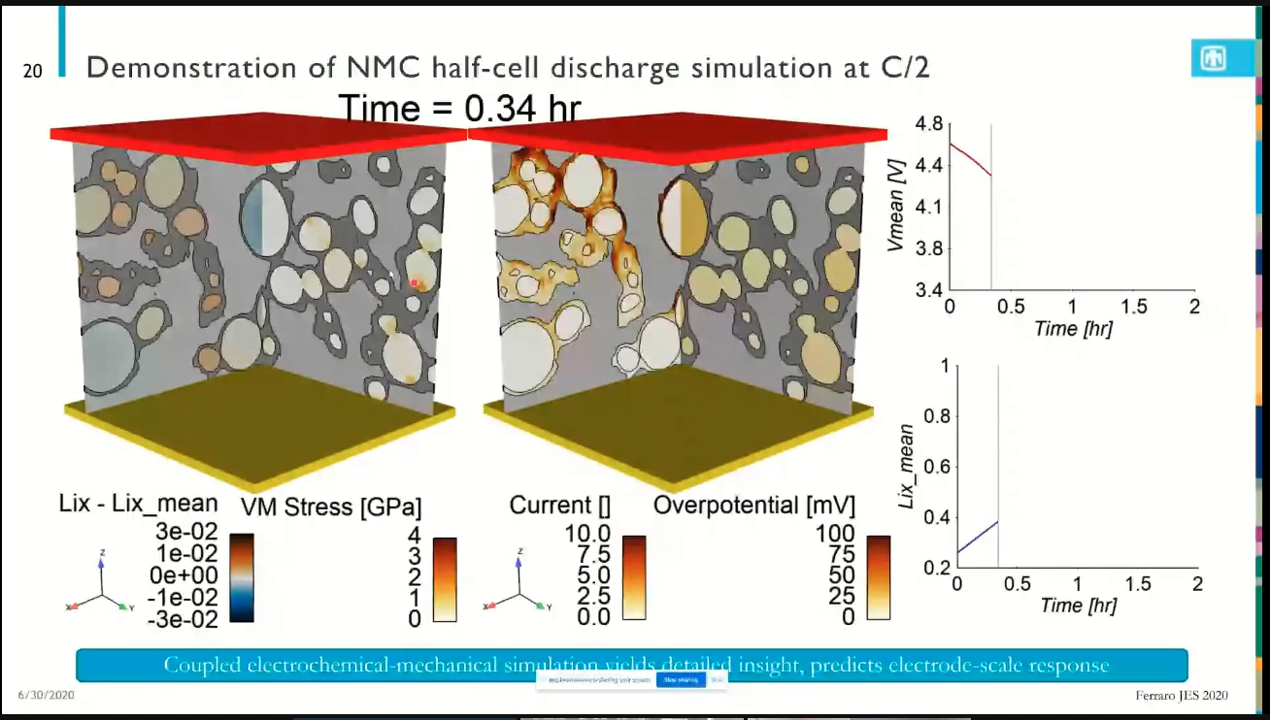 20
Demonstration of NMC half-cell discharge simulation at C/2
Time = 0.34 hr
4.8
4.4
4.1
3.8
3.4
Vmean [V]
0
0.5
1
1.5
2
Time [hr]
1
0.8
0.6
0.4
0.2
Lix_mean
0
0.5
1
1.5
2
Time [hr]
Lix - Lix_mean
3e-02
1e-02
0e+00
-1e-02
-3e-02
Z
X
Y
VM Stress [GPa]
4
3
2
1
0
Current []
10.0
7.5
5.0
2.5
0.0
Z
X
Y
Overpotential [mV]
100
75
50
25
0
Coupled electrochemical-mechanical simulation yields detailed insight, predicts electrode-scale response
Stop sharing
6/30/2020
Ferraro JES 2020